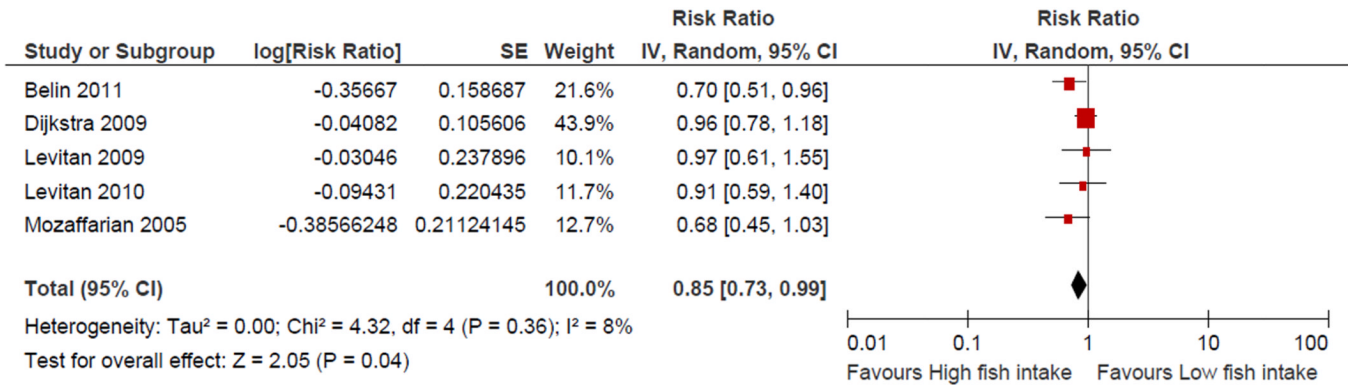 Risk Ratio Risk Ratio
Study or Subgroup log[Risk Ratio] SE Weight IV, Random, 95% CI IV, Random, 95% CI
Belin 2011 -0.35667 0.158687 21.6% 0.70 [0.51, 0.96]
Dijkstra 2009 -0.04082 0.105606 43.9% 0.96 [0.78, 1.18]
Levitan 2009 -0.03046 0.237896 10.1% 0.97 [0.61, 1.55]
Levitan 2010 -0.09431 0.220435 11.7% 0.91 [0.59, 1.40]
Mozaffarian 2005 -0.38566248 0.21124145 12.7% 0.68 [0.45, 1.03]
Total (95% CI) 100.0% 0.85 [0.73, 0.99]
Heterogeneity: Tau² = 0.00; Chi² = 4.32, df = 4 (P = 0.36); I² = 8%
Test for overall effect: Z = 2.05 (P = 0.04)
0.01 0.1 1 10 100
Favours High fish intake Favours Low fish intake